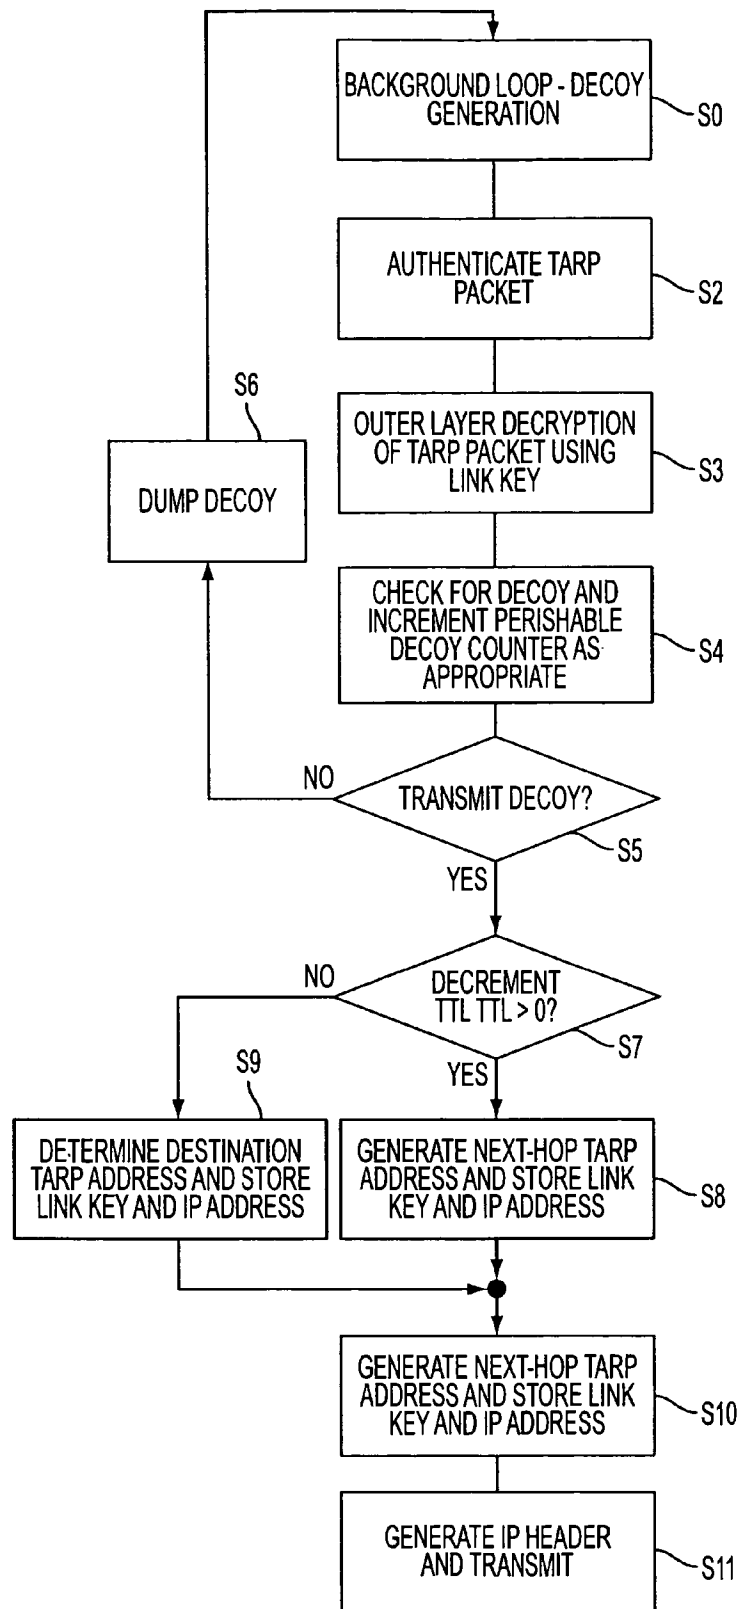 BACKGROUND LOOP - DECOY
GENERATION
S0
AUTHENTICATE TARP
PACKET
S2
OUTER LAYER DECRYPTION
OF TARP PACKET USING
LINK KEY
S3
S6
DUMP DECOY
CHECK FOR DECOY AND
INCREMENT PERISHABLE
DECOY COUNTER AS
APPROPRIATE
S4
NO
TRANSMIT DECOY?
S5
YES
NO
DECREMENT
TTL TTL > 0?
S7
YES
S9
DETERMINE DESTINATION
TARP ADDRESS AND STORE
LINK KEY AND IP ADDRESS
GENERATE NEXT-HOP TARP
ADDRESS AND STORE LINK
KEY AND IP ADDRESS
S8
GENERATE NEXT-HOP TARP
ADDRESS AND STORE LINK
KEY AND IP ADDRESS
S10
GENERATE IP HEADER
AND TRANSMIT
S11